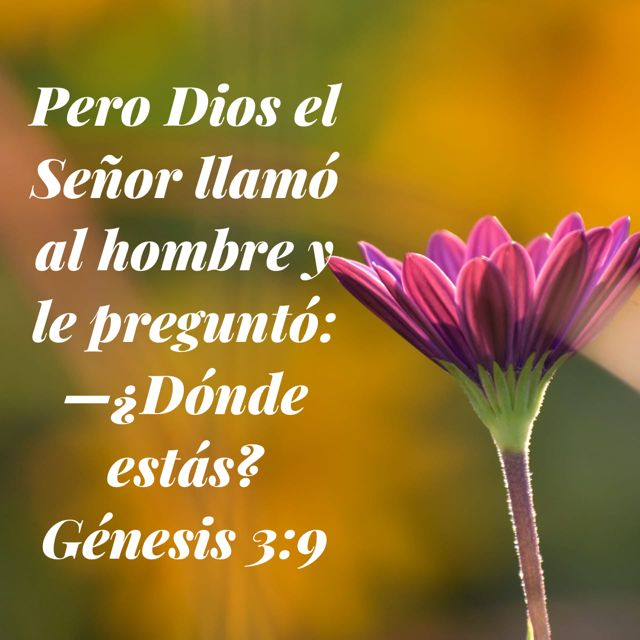 Pero Dios el
Señor llamó
al hombre y
le preguntó:
—¿Dónde
estás?
Génesis 3:9